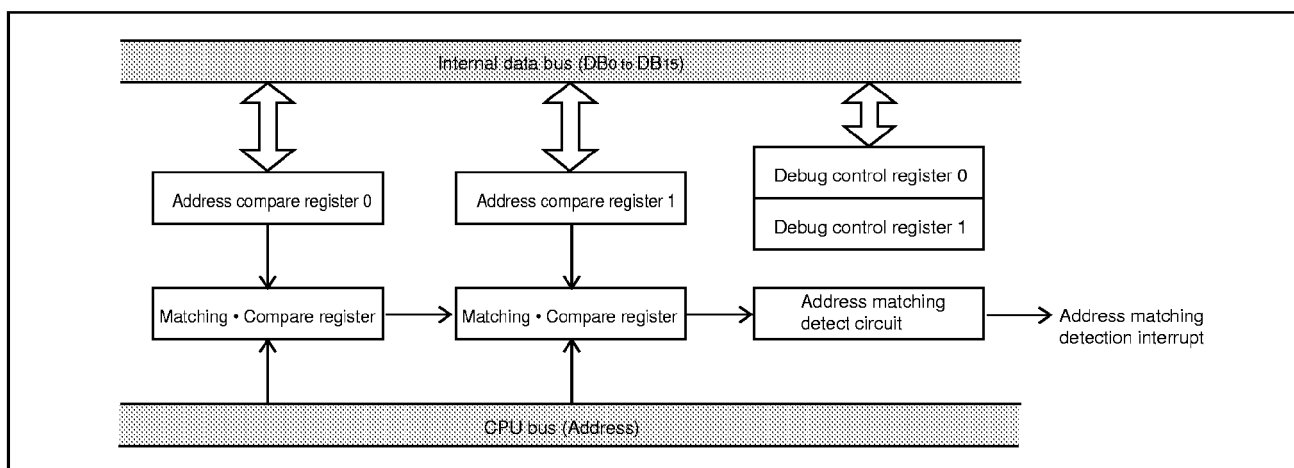 Internal data bus (DB0 to DB15)
Address compare register 0
Address compare register 1
Debug control register 0
Debug control register 1
Matching • Compare register
Matching • Compare register
Address matching
detect circuit
Address matching
detection interrupt
CPU bus (Address)